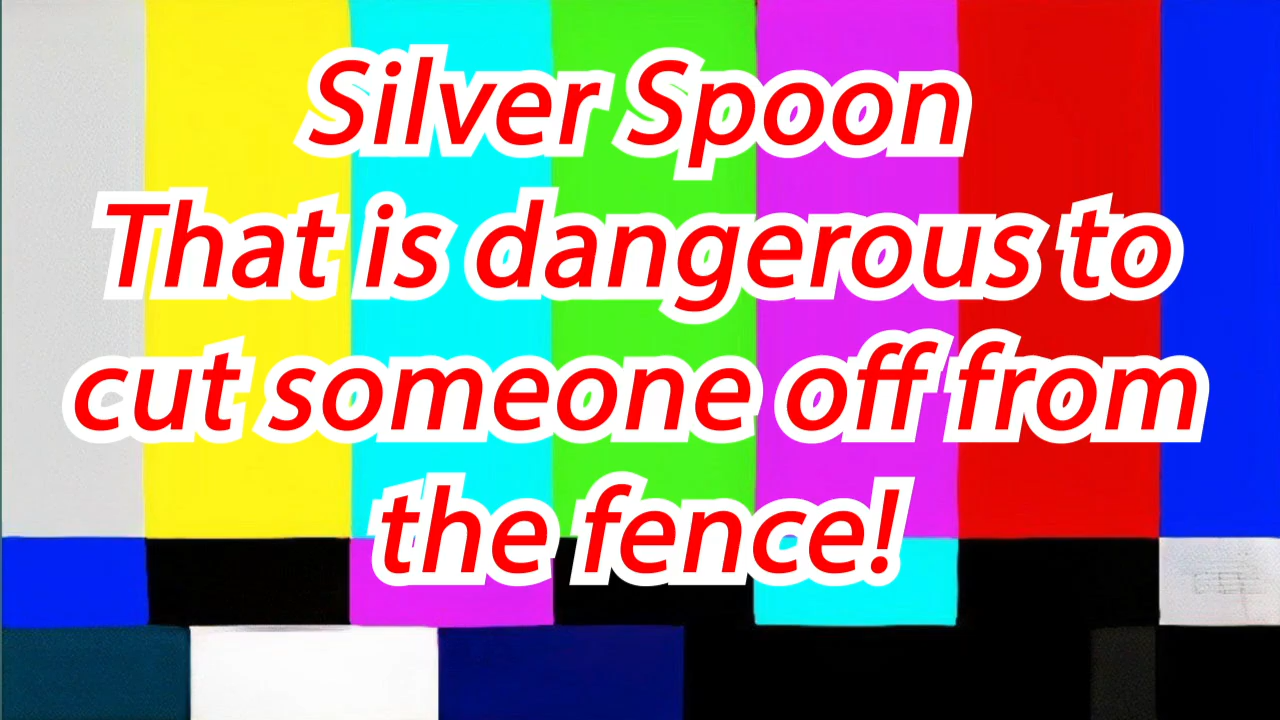 Silver Spoon
That is dangerous to
cut someone off from
the fence!